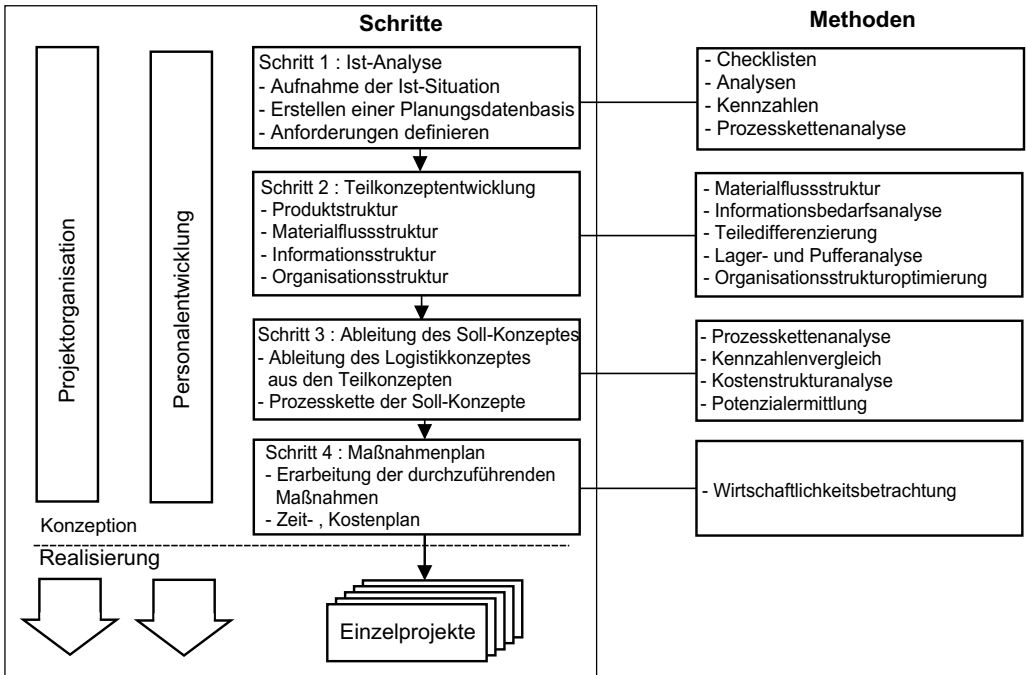 Schritte
Methoden
Projektorganisation
Personalentwicklung
Schritt 1 : Ist-Analyse
- Aufnahme der Ist-Situation
- Erstellen einer Planungsdatenbasis
- Anforderungen definieren
- Checklisten
- Analysen
- Kennzahlen
- Prozesskettenanalyse
Schritt 2 : Teilkonzeptentwicklung
- Produktstruktur
- Materialflussstruktur
- Informationsstruktur
- Organisationsstruktur
- Materialflussstruktur
- Informationsbedarfsanalyse
- Teiledifferenzierung
- Lager- und Pufferanalyse
- Organisationsstrukturoptimierung
Schritt 3 : Ableitung des Soll-Konzeptes
- Ableitung des Logistikkonzeptes
aus den Teilkonzepten
- Prozesskette der Soll-Konzepte
- Prozesskettenanalyse
- Kennzahlenvergleich
- Kostenstrukturanalyse
- Potenzialermittlung
Schritt 4 : Maßnahmenplan
- Erarbeitung der durchzuführenden
Maßnahmen
- Zeit- , Kostenplan
- Wirtschaftlichkeitsbetrachtung
Konzeption
Realisierung
Einzelprojekte